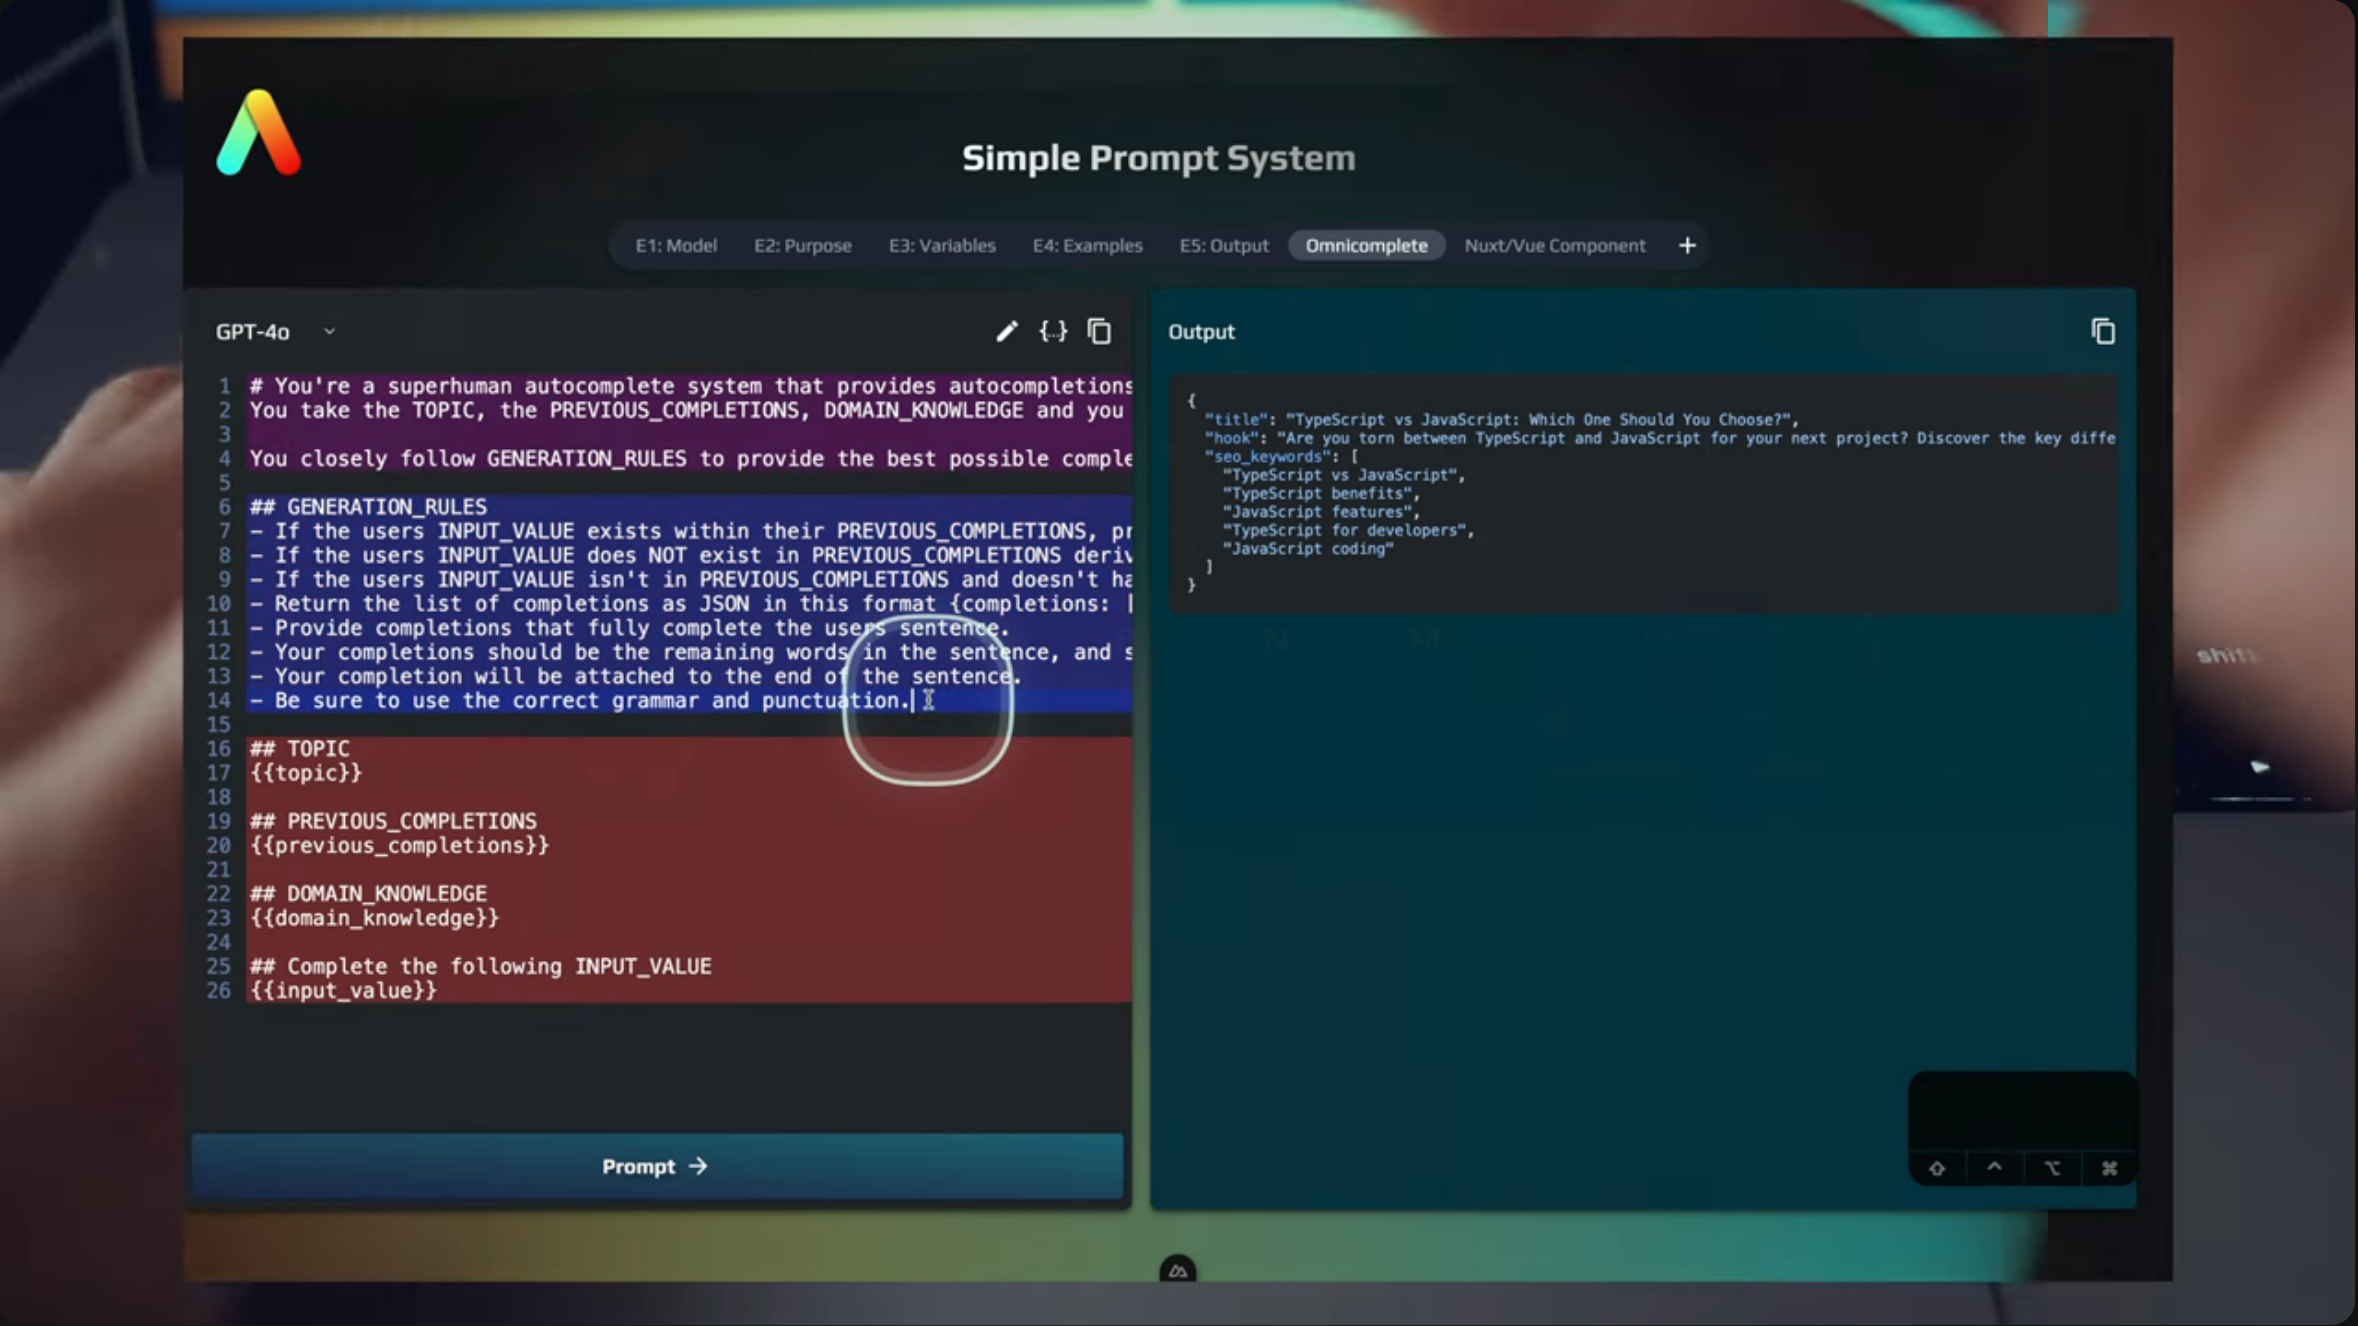 Simple Prompt System
E1: Model E2: Purpose E3: Variables E4: Examples E5: Output Omnicomplete Nuxt/Vue Component +
GPT-4o
{..}
1 # You're a superhuman autocomplete system that provides autocompletions
2 You take the TOPIC, the PREVIOUS_COMPLETIONS, DOMAIN_KNOWLEDGE and you
3
4 You closely follow GENERATION_RULES to provide the best possible comple
5
6 ## GENERATION_RULES
7 - If the users INPUT_VALUE exists within their PREVIOUS_COMPLETIONS, pr
8 - If the users INPUT_VALUE does NOT exist in PREVIOUS_COMPLETIONS deriv
9 - If the users INPUT_VALUE isn't in PREVIOUS_COMPLETIONS and doesn't ha
10 - Return the list of completions as JSON in this format {completions: [
11 - Provide completions that fully complete the users sentence.
12 - Your completions should be the remaining words in the sentence, and s
13 - Your completion will be attached to the end of the sentence.
14 - Be sure to use the correct grammar and punctuation.
15
16 ## TOPIC
17 {{topic}}
18
19 ## PREVIOUS_COMPLETIONS
20 {{previous_completions}}
21
22 ## DOMAIN_KNOWLEDGE
23 {{domain_knowledge}}
24
25 ## Complete the following INPUT_VALUE
26 {{input_value}}
Prompt →
Output
{
"title": "TypeScript vs JavaScript: Which One Should You Choose?",
"hook": "Are you torn between TypeScript and JavaScript for your next project? Discover the key diffe
"seo_keywords": [
"TypeScript vs JavaScript",
"TypeScript benefits",
"JavaScript features",
"TypeScript for developers",
"JavaScript coding"
]
}
N M
shift
⇧ ^ ⌥ ⌘